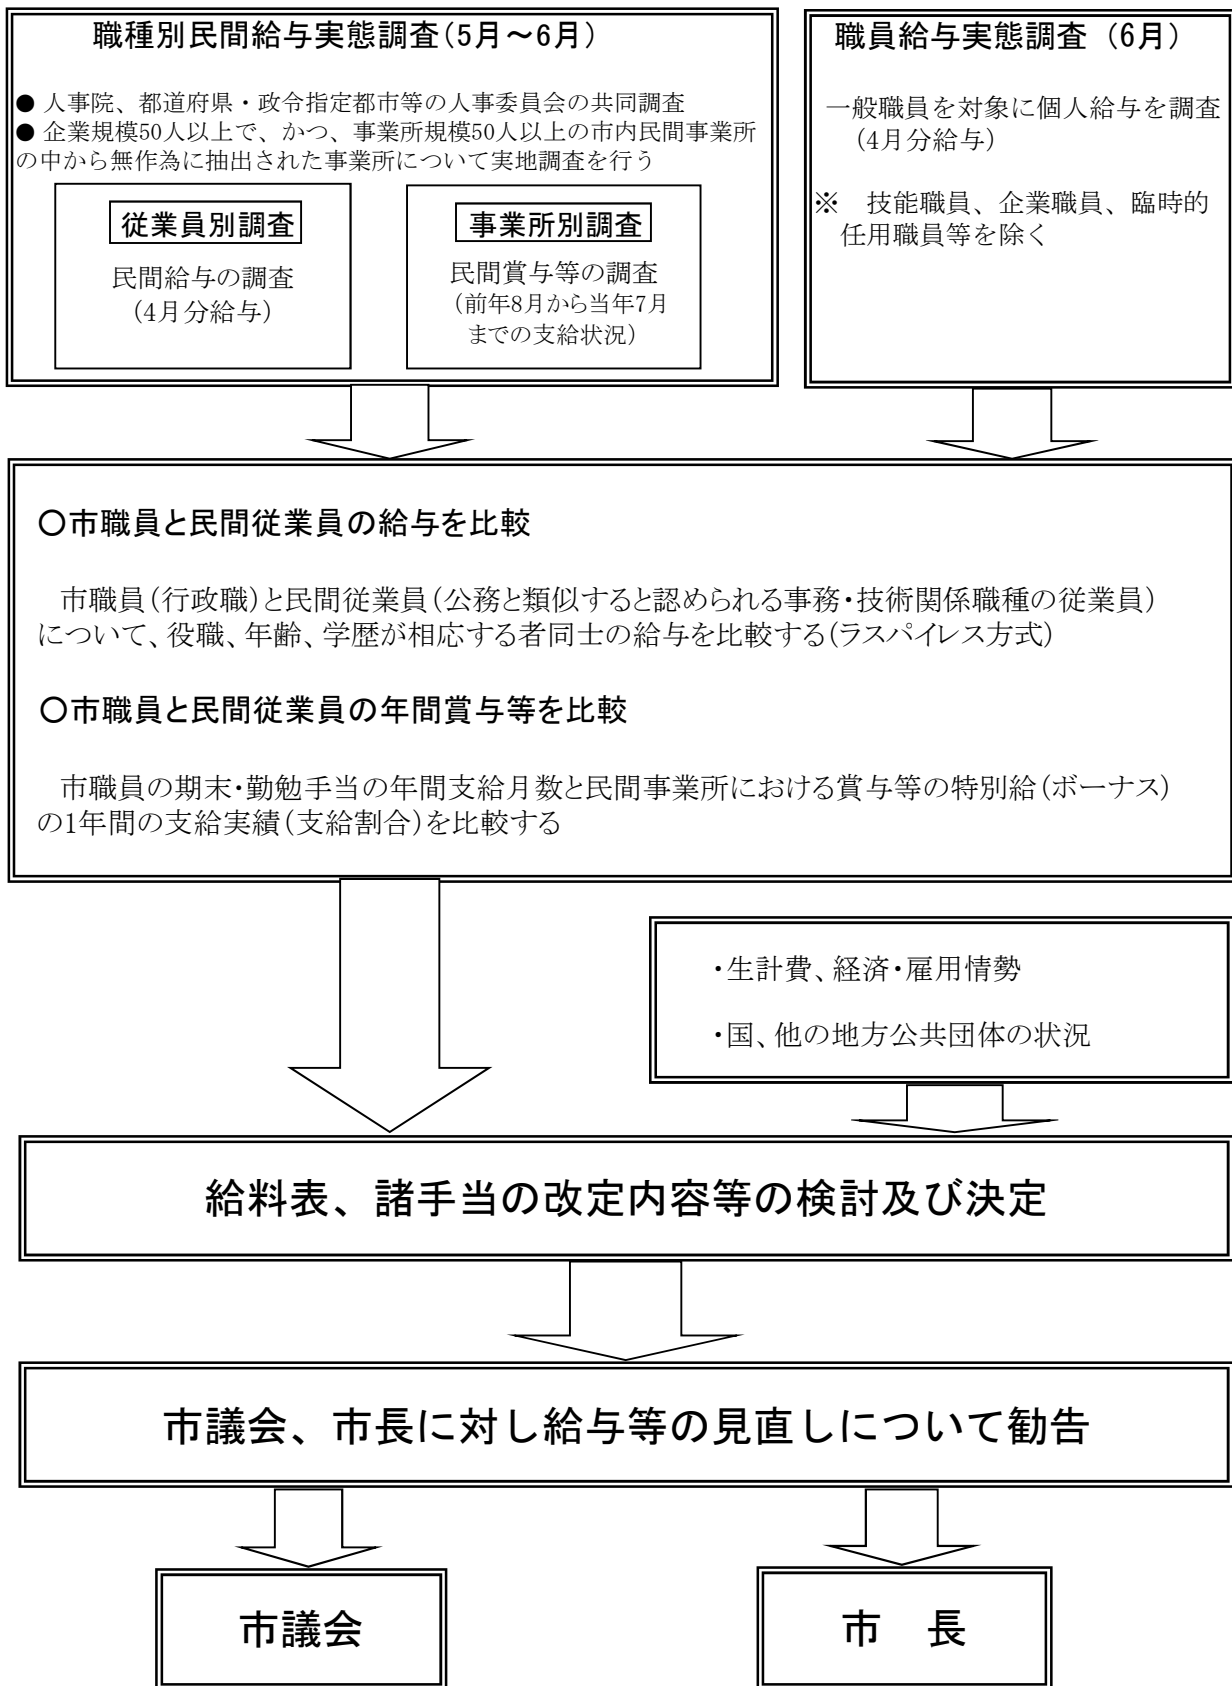 職種別民間給与実態調査(5月～6月)
● 人事院、都道府県・政令指定都市等の人事委員会の共同調査
● 企業規模50人以上で、かつ、事業所規模50人以上の市内民間事業所
の中から無作為に抽出された事業所について実地調査を行う
従業員別調査
民間給与の調査
(4月分給与)
事業所別調査
民間賞与等の調査
(前年8月から当年7月
までの支給状況)
職員給与実態調査 (6月)
一般職員を対象に個人給与を調査
(4月分給与)
※　技能職員、企業職員、臨時的
任用職員等を除く
〇市職員と民間従業員の給与を比較
市職員(行政職)と民間従業員(公務と類似すると認められる事務・技術関係職種の従業員)
について、役職、年齢、学歴が相応する者同士の給与を比較する(ラスパイレス方式)
〇市職員と民間従業員の年間賞与等を比較
市職員の期末・勤勉手当の年間支給月数と民間事業所における賞与等の特別給(ボーナス)
の1年間の支給実績(支給割合)を比較する
・生計費、経済・雇用情勢
・国、他の地方公共団体の状況
給料表、諸手当の改定内容等の検討及び決定
市議会、市長に対し給与等の見直しについて勧告
市議会
市　長